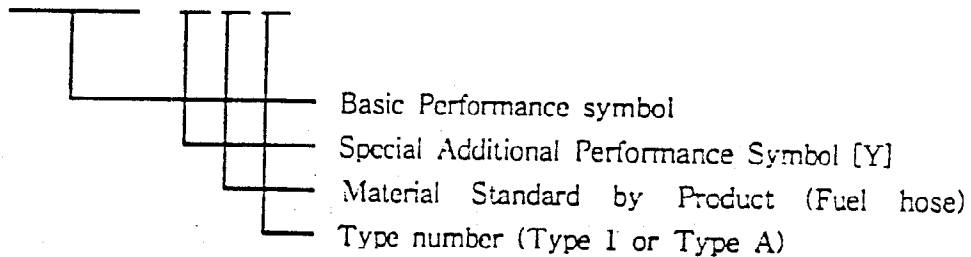 Basic Performance symbol
Special Additional Performance Symbol [Y]
Material Standard by Product (Fuel hose)
Type number (Type 1 or Type A)